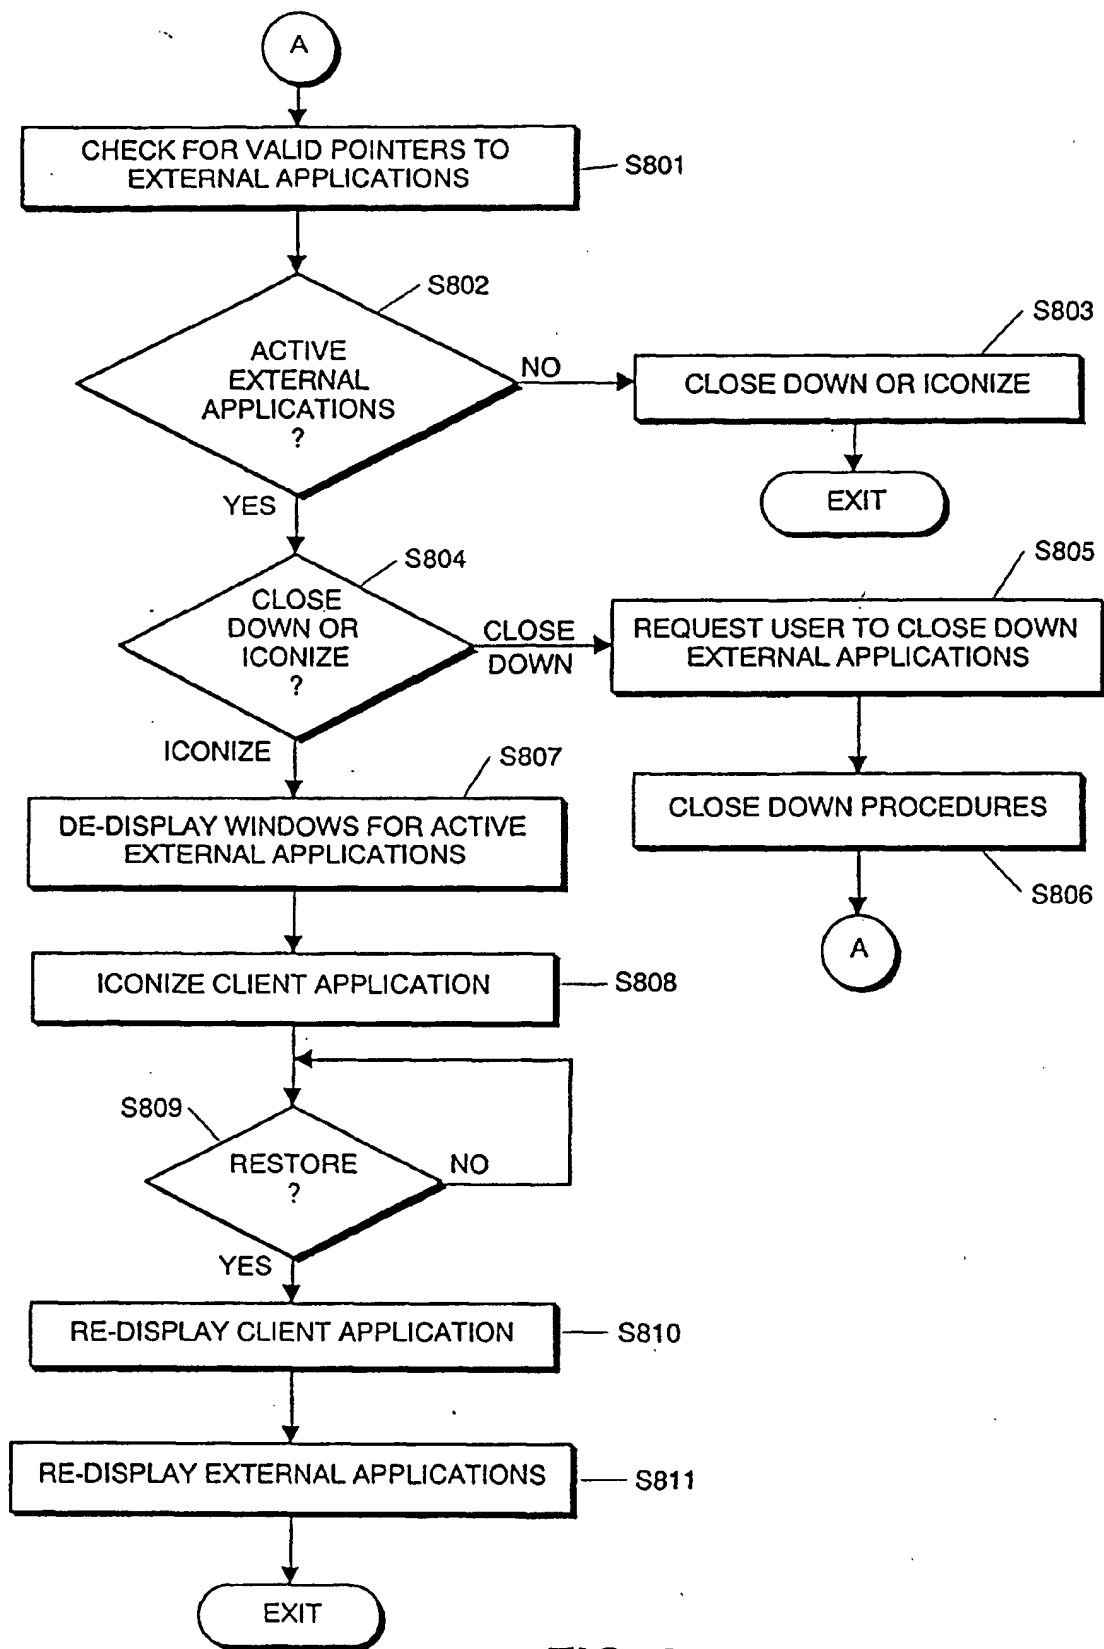 A
CHECK FOR VALID POINTERS TO
EXTERNAL APPLICATIONS
S801
S802
ACTIVE
EXTERNAL
APPLICATIONS
?
NO
YES
S803
CLOSE DOWN OR ICONIZE
EXIT
S804
CLOSE
DOWN OR
ICONIZE
?
CLOSE
DOWN
ICONIZE
S805
REQUEST USER TO CLOSE DOWN
EXTERNAL APPLICATIONS
CLOSE DOWN PROCEDURES
S806
A
S807
DE-DISPLAY WINDOWS FOR ACTIVE
EXTERNAL APPLICATIONS
ICONIZE CLIENT APPLICATION
S808
S809
RESTORE
?
NO
YES
RE-DISPLAY CLIENT APPLICATION
S810
RE-DISPLAY EXTERNAL APPLICATIONS
S811
EXIT